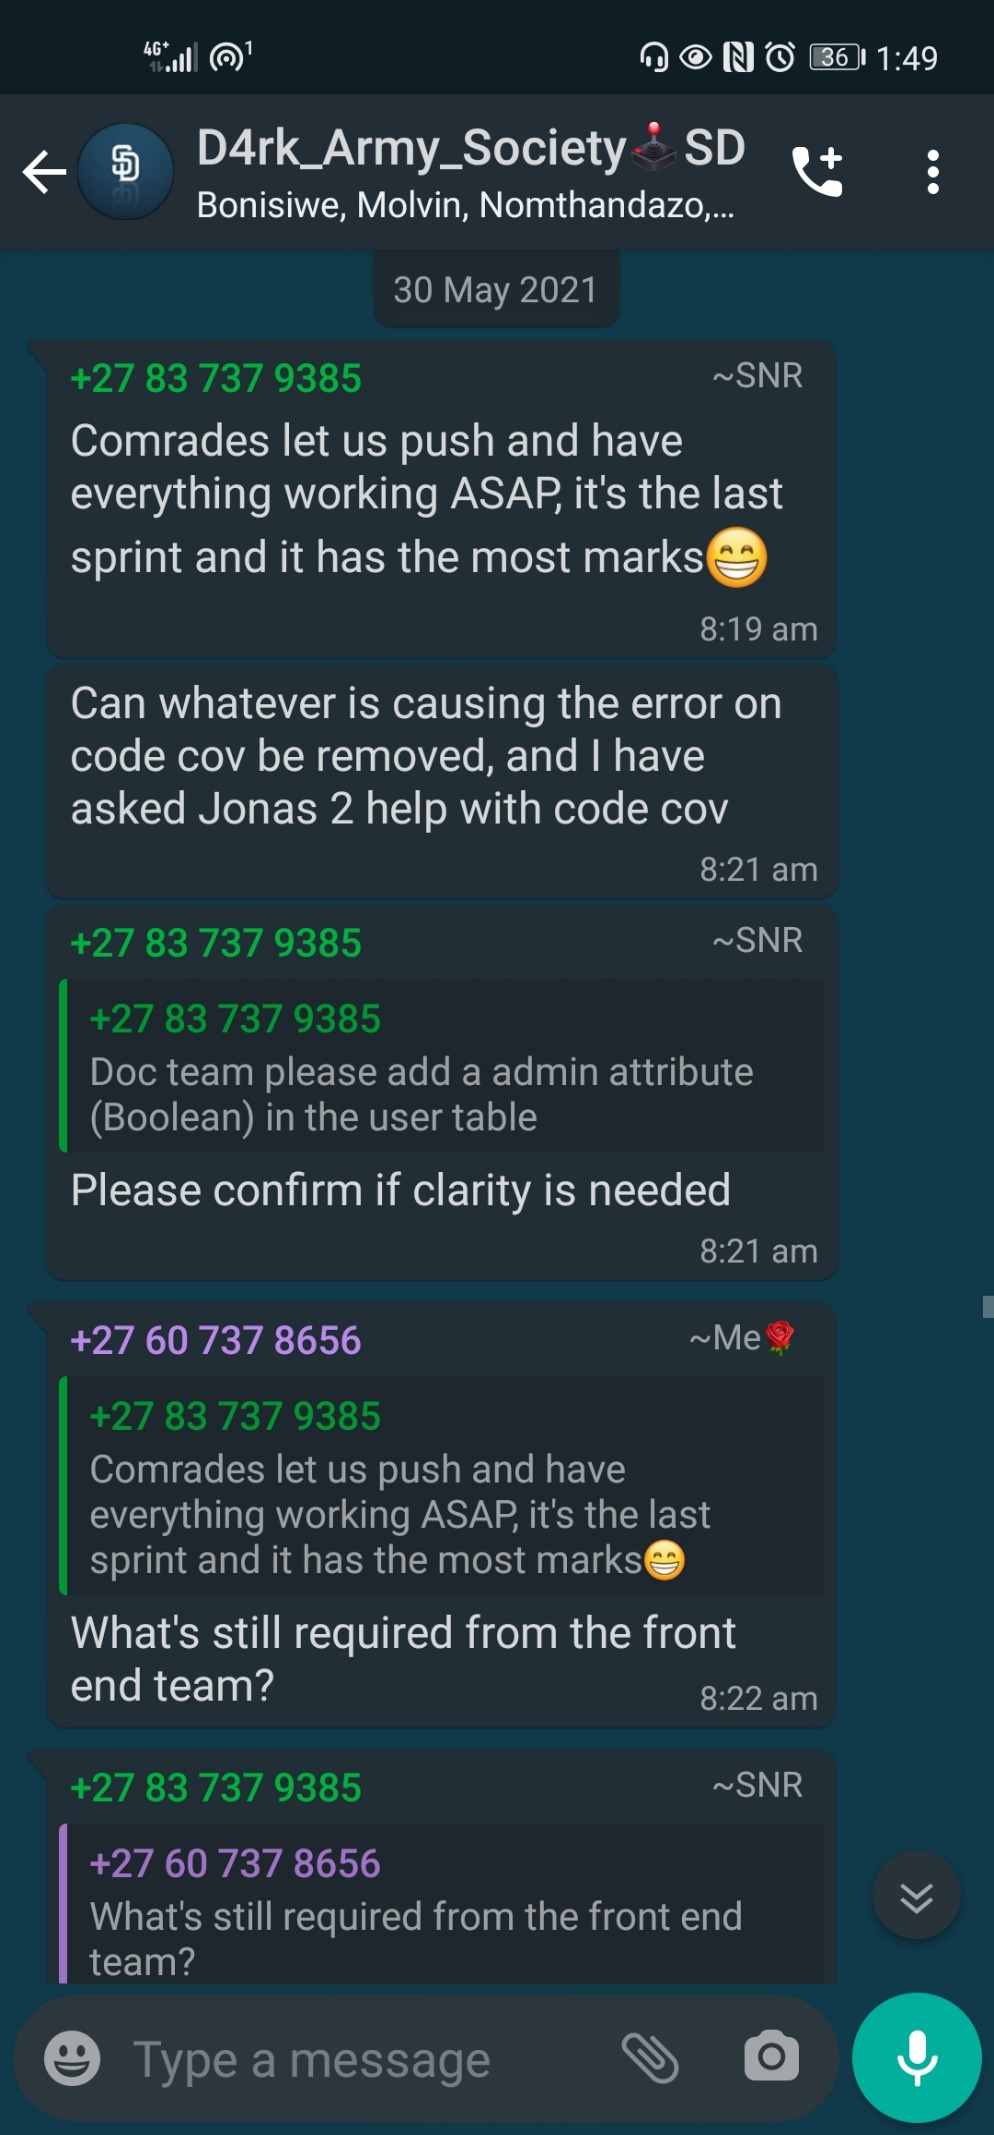 4G+ 1 36 1:49
D4rk_Army_Society🕹️SD
Bonisiwe, Molvin, Nomthandazo,...
30 May 2021
+27 83 737 9385 ~SNR
Comrades let us push and have
everything working ASAP, it's the last
sprint and it has the most marks😁
8:19 am
Can whatever is causing the error on
code cov be removed, and I have
asked Jonas 2 help with code cov
8:21 am
+27 83 737 9385 ~SNR
+27 83 737 9385
Doc team please add a admin attribute
(Boolean) in the user table
Please confirm if clarity is needed
8:21 am
+27 60 737 8656 ~Me🌹
+27 83 737 9385
Comrades let us push and have
everything working ASAP, it's the last
sprint and it has the most marks😁
What's still required from the front
end team? 8:22 am
+27 83 737 9385 ~SNR
+27 60 737 8656
What's still required from the front end
team?
Type a message